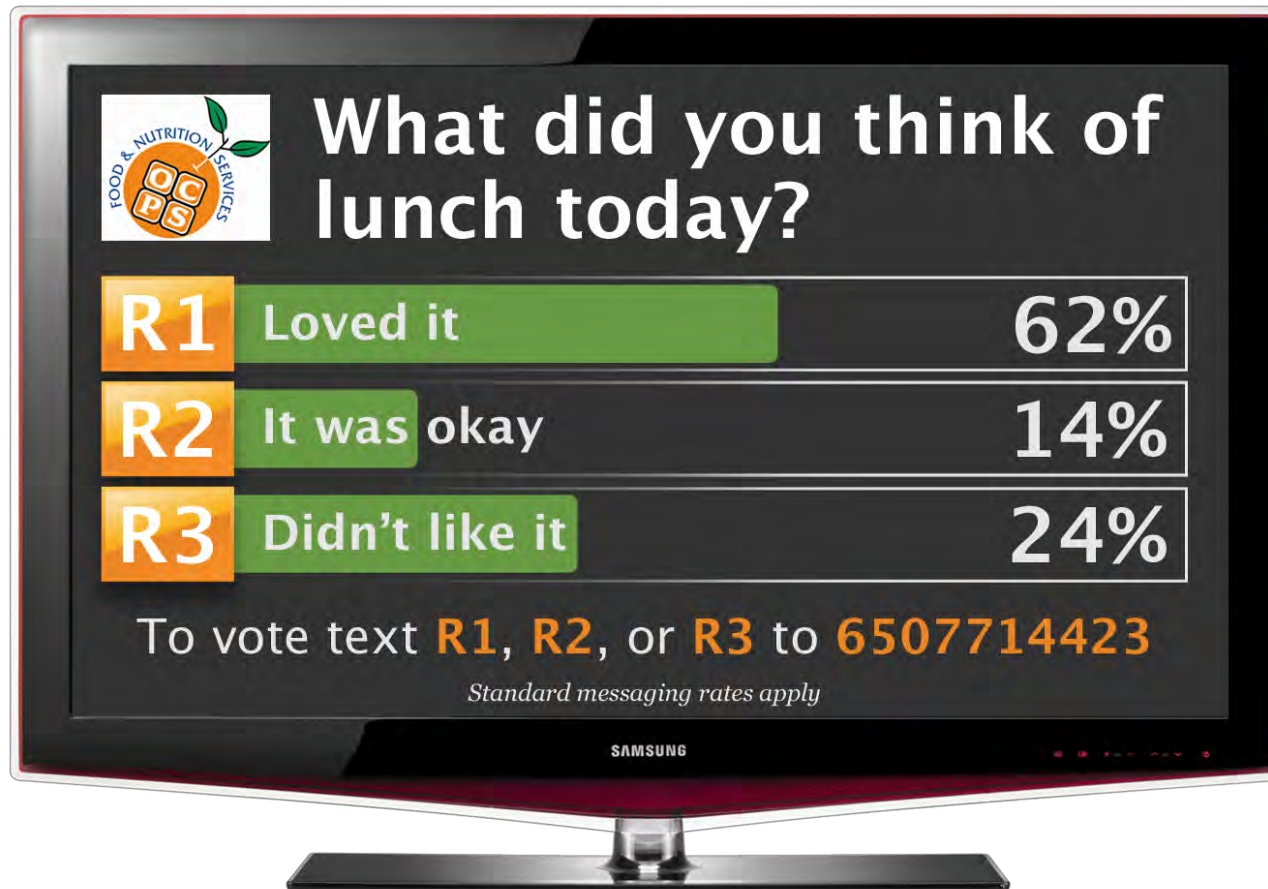 FOOD & NUTRITION SERVICES
OC
PS
What did you think of
lunch today?
R1 Loved it 62%
R2 It was okay 14%
R3 Didn't like it 24%
To vote text R1, R2, or R3 to 6507714423
Standard messaging rates apply
SAMSUNG